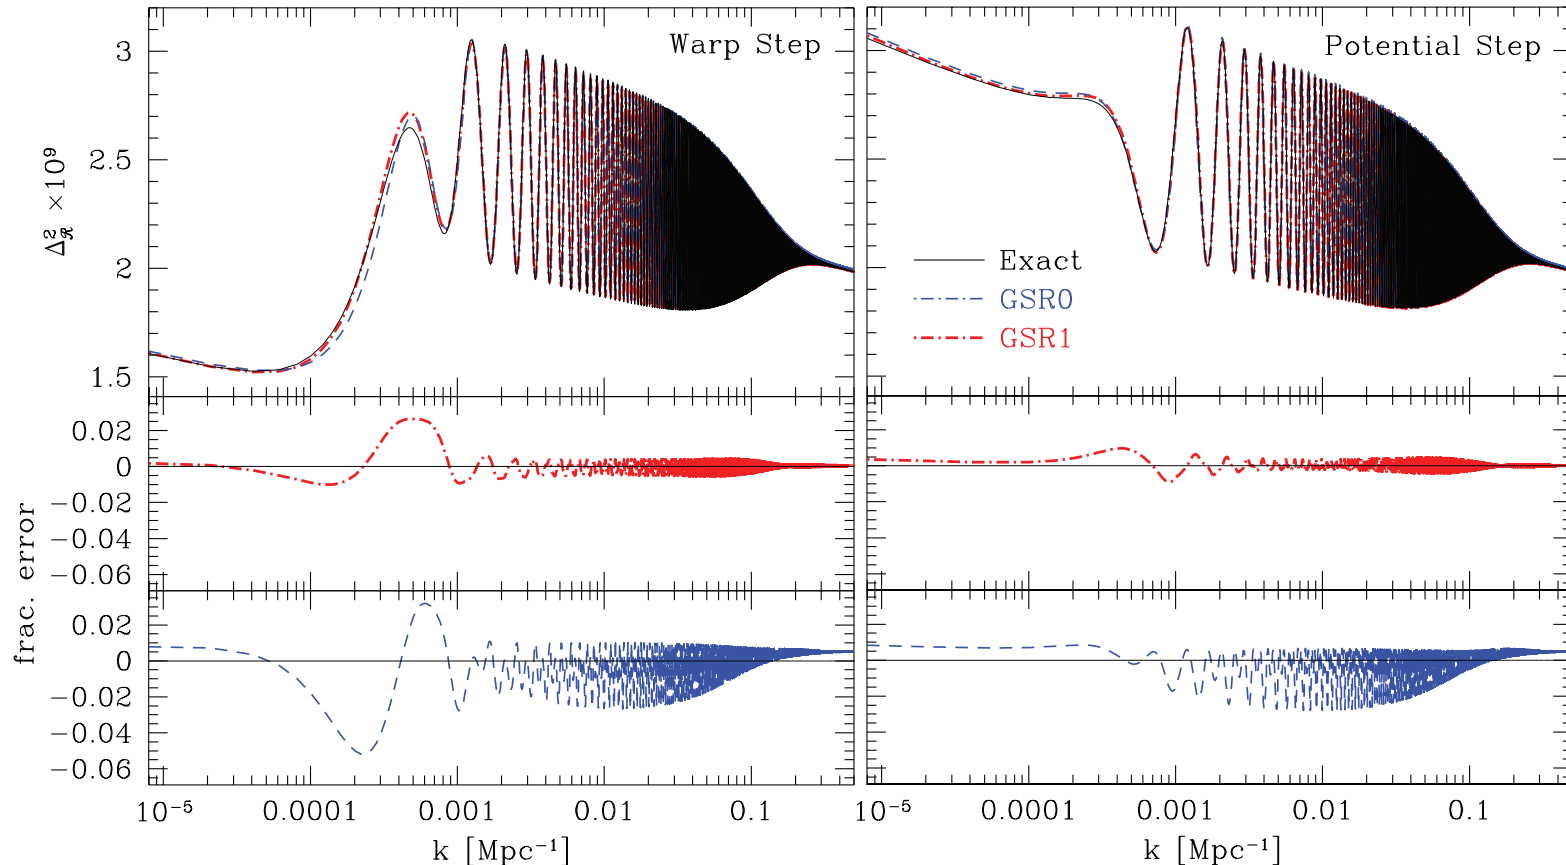 Warp Step
Potential Step
3
2.5
2
1.5
Δ²_𝓡 ×10⁹
Exact
GSR0
GSR1
0.02
0
−0.02
−0.04
−0.06
0.02
0
−0.02
−0.04
−0.06
frac. error
10⁻⁵
0.0001
0.001
0.01
0.1
10⁻⁵
0.0001
0.001
0.01
0.1
k [Mpc⁻¹]
k [Mpc⁻¹]